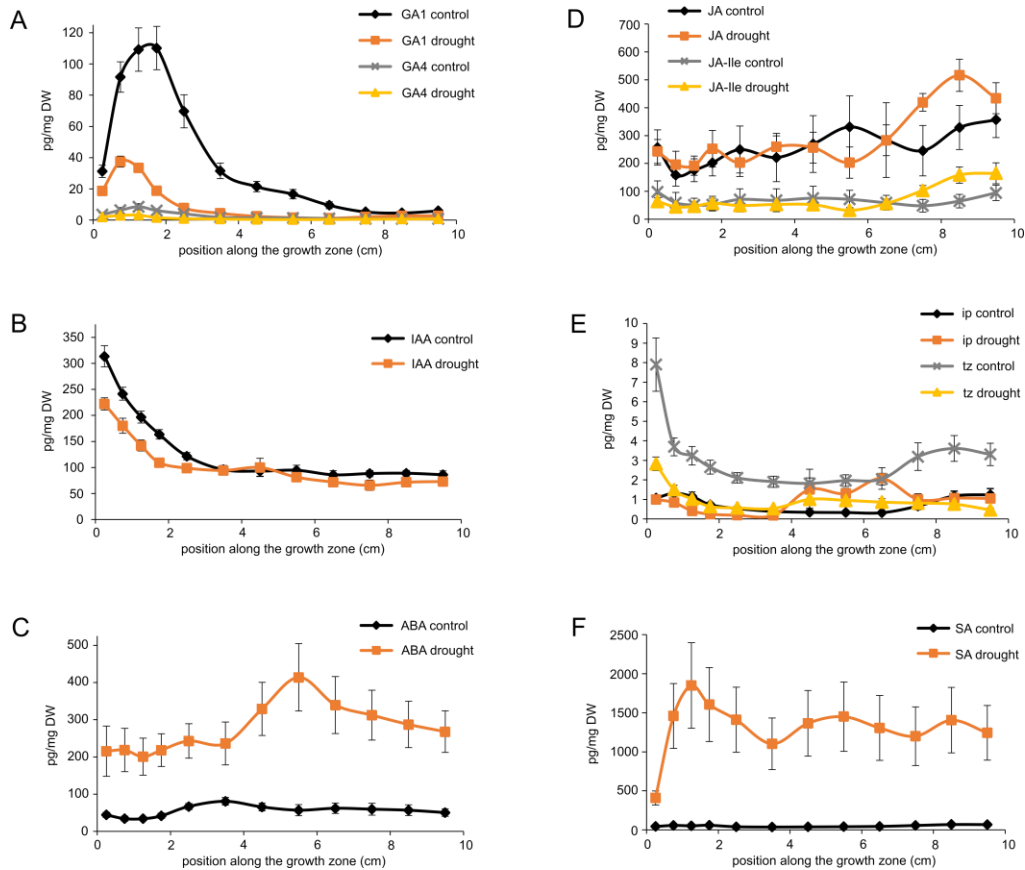 A
GA1 control
GA1 drought
GA4 control
GA4 drought
pg/mg DW
120
100
80
60
40
20
0
0 2 4 6 8 10
position along the growth zone (cm)
B
IAA control
IAA drought
pg/mg DW
350
300
250
200
150
100
50
0
0 2 4 6 8 10
position along the growth zone (cm)
C
ABA control
ABA drought
pg/mg DW
500
400
300
200
100
0
0 2 4 6 8 10
position along the growth zone (cm)
D
JA control
JA drought
JA-Ile control
JA-Ile drought
pg/mg DW
700
600
500
400
300
200
100
0
0 2 4 6 8 10
position along the growth zone (cm)
E
ip control
ip drought
tz control
tz drought
pg/mg DW
10
9
8
7
6
5
4
3
2
1
0
0 2 4 6 8 10
position along the growth zone (cm)
F
SA control
SA drought
pg/mg DW
2500
2000
1500
1000
500
0
0 2 4 6 8 10
position along the growth zone (cm)